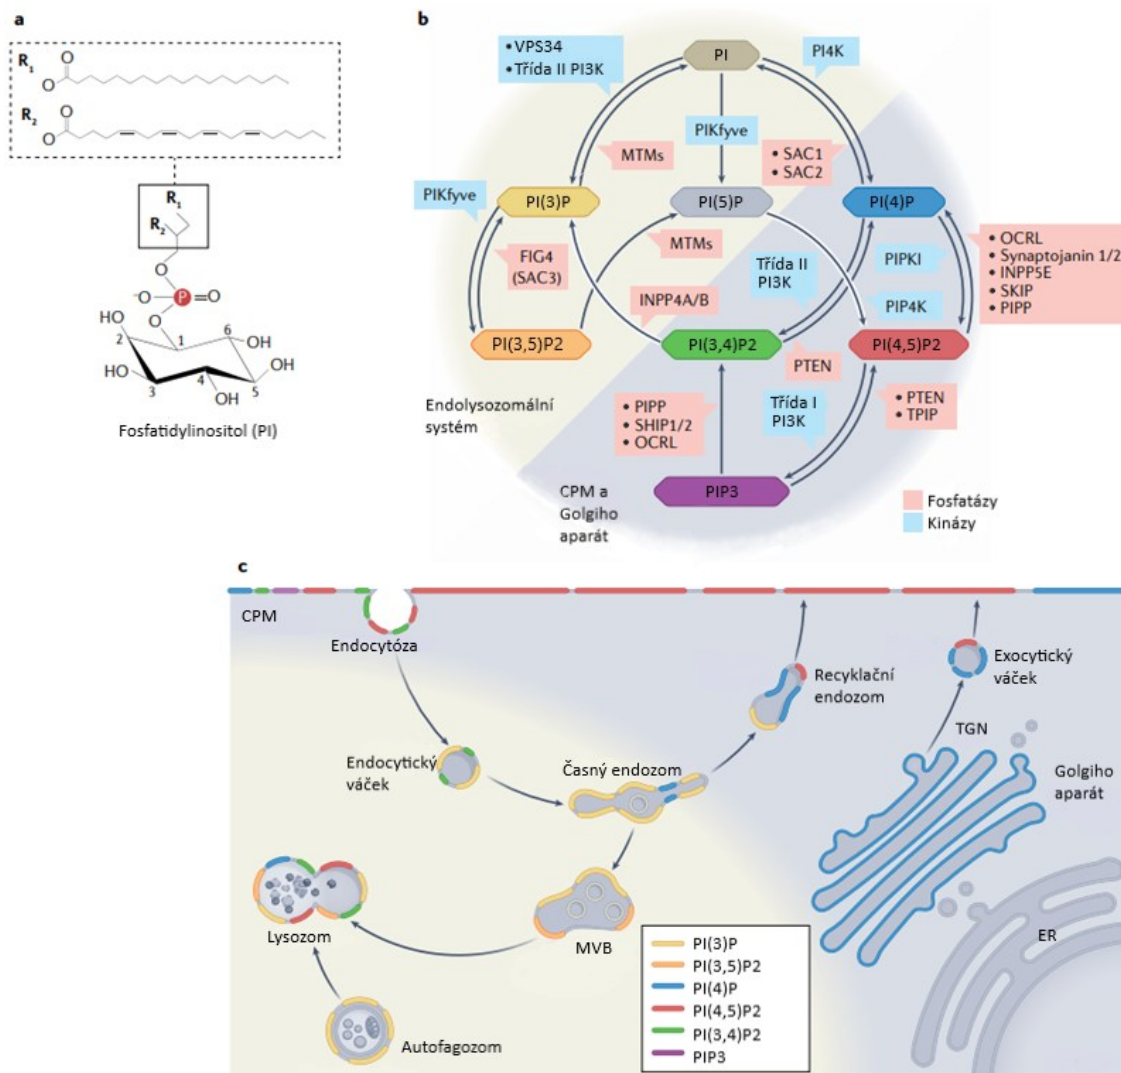 a
R1
O
O
R2
O
O
R1
R2
O
-O
P
O
O
HO
2
1
6
OH
HO
3
4
OH
5
OH
Fosfatidylinositol (PI)
b
• VPS34
• Třída II PI3K
PI
PI4K
PIKfyve
MTMs
• SAC1
• SAC2
PIKfyve
PI(3)P
PI(5)P
PI(4)P
FIG4
(SAC3)
MTMs
Třída II
PI3K
PIPKI
• OCRL
• Synaptojanin 1/2
• INPP5E
• SKIP
• PIPP
INPP4A/B
PIP4K
PI(3,5)P2
PI(3,4)P2
PI(4,5)P2
PTEN
Endolysozomální
systém
• PIPP
• SHIP1/2
• OCRL
Třída I
PI3K
• PTEN
• TPIP
PIP3
CPM a
Golgiho
aparát
Fosfatázy
Kinázy
c
CPM
Endocytóza
Recyklační
endozom
Exocytický
váček
TGN
Endocytický
váček
Časný endozom
Golgiho
aparát
Lysozom
MVB
ER
Autofagozom
PI(3)P
PI(3,5)P2
PI(4)P
PI(4,5)P2
PI(3,4)P2
PIP3